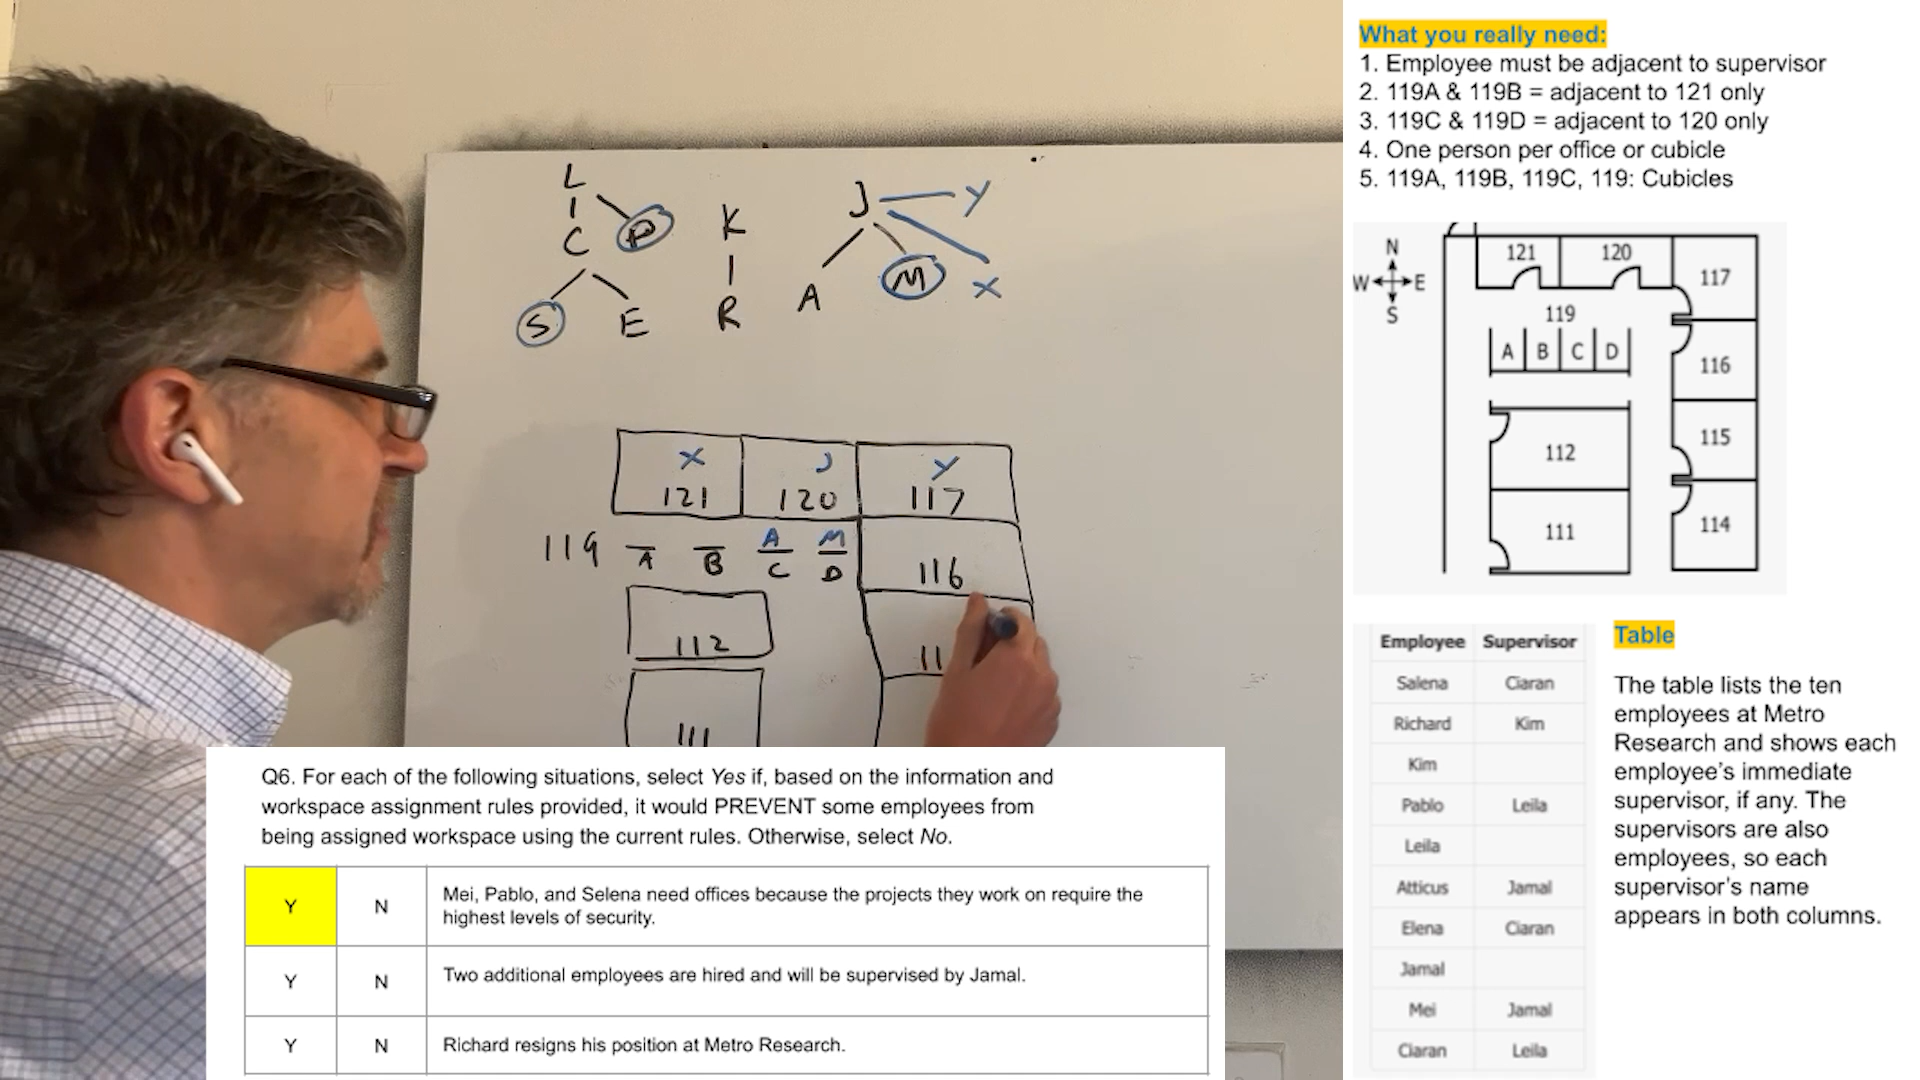 What you really need:
1. Employee must be adjacent to supervisor
2. 119A & 119B = adjacent to 121 only
3. 119C & 119D = adjacent to 120 only
4. One person per office or cubicle
5. 119A, 119B, 119C, 119: Cubicles
L
C
P
S
E
K
R
J
Y
A
M
X
X
J
Y
121
120
117
119
A
B
A
C
M
D
116
112
11
111
N
W
E
S
121
120
117
119
A
B
C
D
116
115
112
111
114
Employee Supervisor
Salena Ciaran
Richard Kim
Kim
Pablo Leila
Leila
Atticus Jamal
Elena Ciaran
Jamal
Mei Jamal
Ciaran Leila
Table
The table lists the ten
employees at Metro
Research and shows each
employee's immediate
supervisor, if any. The
supervisors are also
employees, so each
supervisor's name
appears in both columns.
Q6. For each of the following situations, select Yes if, based on the information and
workspace assignment rules provided, it would PREVENT some employees from
being assigned workspace using the current rules. Otherwise, select No.
Y N Mei, Pablo, and Selena need offices because the projects they work on require the
highest levels of security.
Y N Two additional employees are hired and will be supervised by Jamal.
Y N Richard resigns his position at Metro Research.